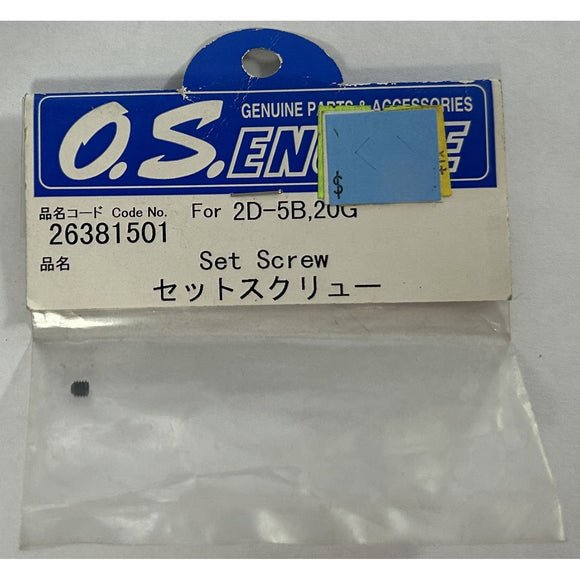 GENUINE PARTS & ACCESSORIES
O.S.ENGINE
品名コード Code No. For 2D-5B,20G
26381501
品名 Set Screw
セットスクリュー
$